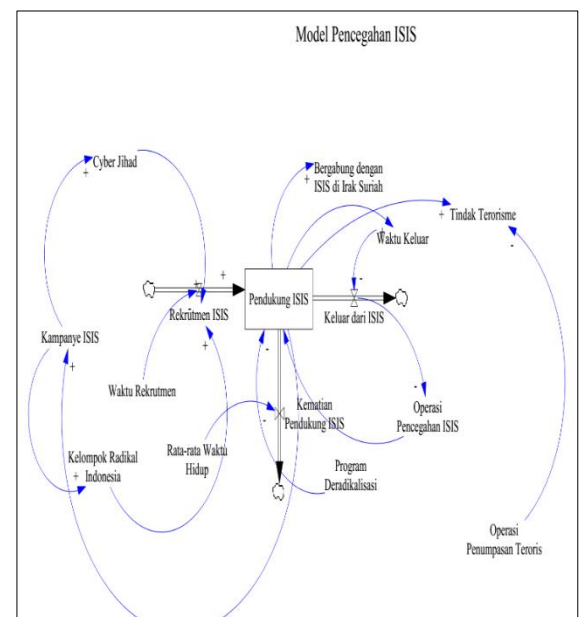 Model Pencegahan ISIS
Cyber Jihad
+
+
Bergabung dengan
ISIS di Irak Suriah
+
Tindak Terorisme
-
Waktu Keluar
-
+
+
-
Rekrutmen ISIS
+
Pendukung ISIS
Keluar dari ISIS
Kampanye ISIS
+
Waktu Rekrutmen
-
-
Operasi
Pencegahan ISIS
-
Kematian
Pendukung ISIS
Rata-rata Waktu
Hidup
Kelompok Radikal
+ Indonesia
Program
Deradikalisasi
Operasi
Penumpasan Teroris